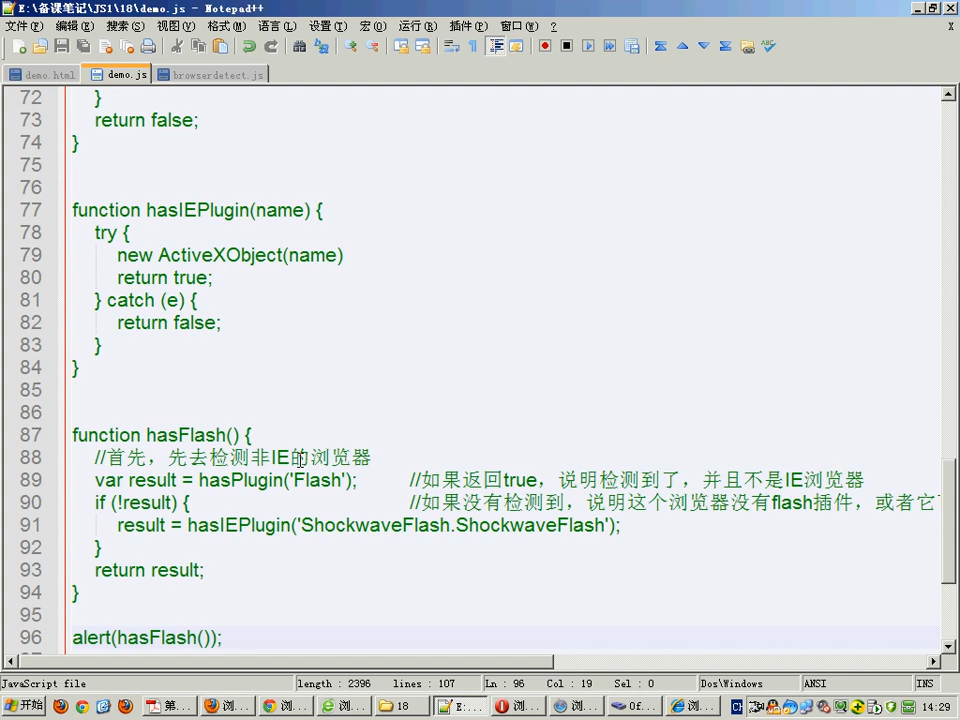 E:\备课笔记\JS1\18\demo.js - Notepad++
文件(F) 编辑(E) 搜索(S) 视图(V) 格式(M) 语言(L) 设置(T) 宏(O) 运行(R) 插件(P) 窗口(W) ? X
demo.html demo.js browserdetect.js
72 }
73 return false;
74 }
75
76
77 function hasIEPlugin(name) {
78 try {
79 new ActiveXObject(name)
80 return true;
81 } catch (e) {
82 return false;
83 }
84 }
85
86
87 function hasFlash() {
88 //首先，先去检测非IE的浏览器
89 var result = hasPlugin('Flash'); //如果返回true，说明检测到了，并且不是IE浏览器
90 if (!result) { //如果没有检测到，说明这个浏览器没有flash插件，或者它
91 result = hasIEPlugin('ShockwaveFlash.ShockwaveFlash');
92 }
93 return result;
94 }
95
96 alert(hasFlash());
JavaScript file length : 2396 lines : 107 Ln : 96 Col : 19 Sel : 0 Dos\Windows ANSI INS
开始 第... 浏... 浏... 浏... 18 E:... 浏... 浏... Of... 浏... CH 14:29